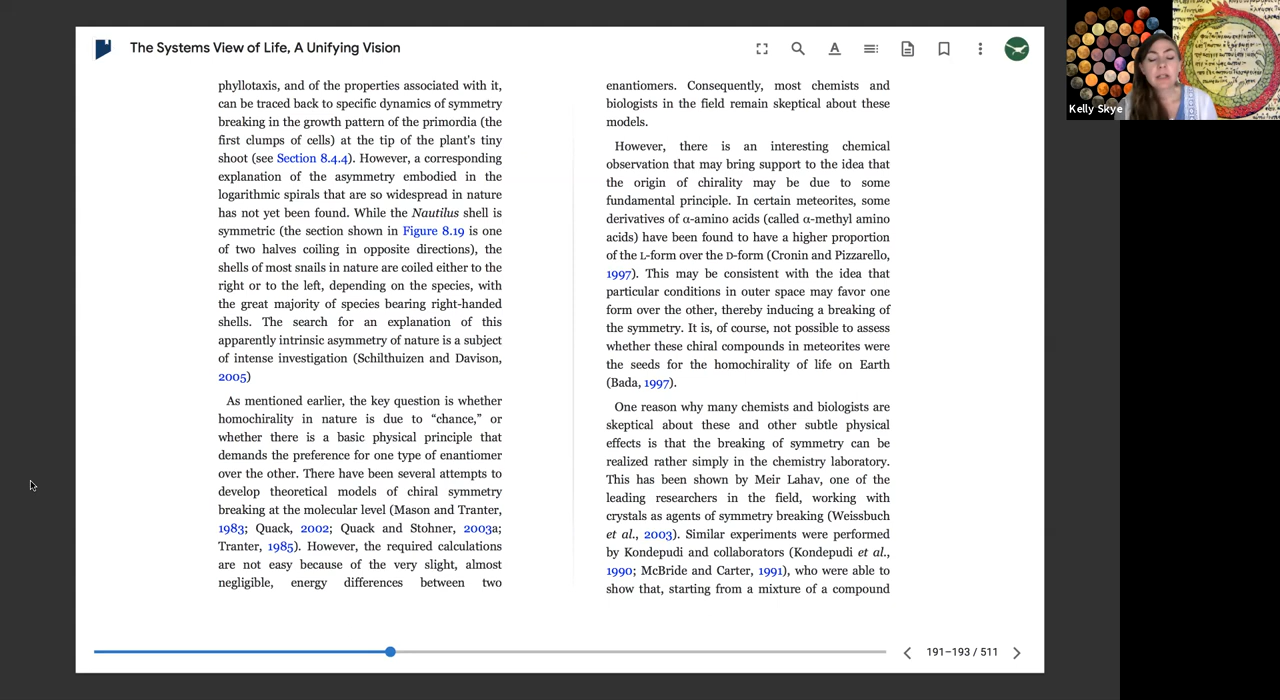 The Systems View of Life, A Unifying Vision
phyllotaxis, and of the properties associated with it,
can be traced back to specific dynamics of symmetry
breaking in the growth pattern of the primordia (the
first clumps of cells) at the tip of the plant's tiny
shoot (see Section 8.4.4). However, a corresponding
explanation of the asymmetry embodied in the
logarithmic spirals that are so widespread in nature
has not yet been found. While the Nautilus shell is
symmetric (the section shown in Figure 8.19 is one
of two halves coiling in opposite directions), the
shells of most snails in nature are coiled either to the
right or to the left, depending on the species, with
the great majority of species bearing right-handed
shells. The search for an explanation of this
apparently intrinsic asymmetry of nature is a subject
of intense investigation (Schilthuizen and Davison,
2005)
As mentioned earlier, the key question is whether
homochirality in nature is due to “chance,” or
whether there is a basic physical principle that
demands the preference for one type of enantiomer
over the other. There have been several attempts to
develop theoretical models of chiral symmetry
breaking at the molecular level (Mason and Tranter,
1983; Quack, 2002; Quack and Stohner, 2003a;
Tranter, 1985). However, the required calculations
are not easy because of the very slight, almost
negligible, energy differences between two
enantiomers. Consequently, most chemists and
biologists in the field remain skeptical about these
models.
However, there is an interesting chemical
observation that may bring support to the idea that
the origin of chirality may be due to some
fundamental principle. In certain meteorites, some
derivatives of α-amino acids (called α-methyl amino
acids) have been found to have a higher proportion
of the L-form over the D-form (Cronin and Pizzarello,
1997). This may be consistent with the idea that
particular conditions in outer space may favor one
form over the other, thereby inducing a breaking of
the symmetry. It is, of course, not possible to assess
whether these chiral compounds in meteorites were
the seeds for the homochirality of life on Earth
(Bada, 1997).
One reason why many chemists and biologists are
skeptical about these and other subtle physical
effects is that the breaking of symmetry can be
realized rather simply in the chemistry laboratory.
This has been shown by Meir Lahav, one of the
leading researchers in the field, working with
crystals as agents of symmetry breaking (Weissbuch
et al., 2003). Similar experiments were performed
by Kondepudi and collaborators (Kondepudi et al.,
1990; McBride and Carter, 1991), who were able to
show that, starting from a mixture of a compound
191–193 / 511
Kelly Skye